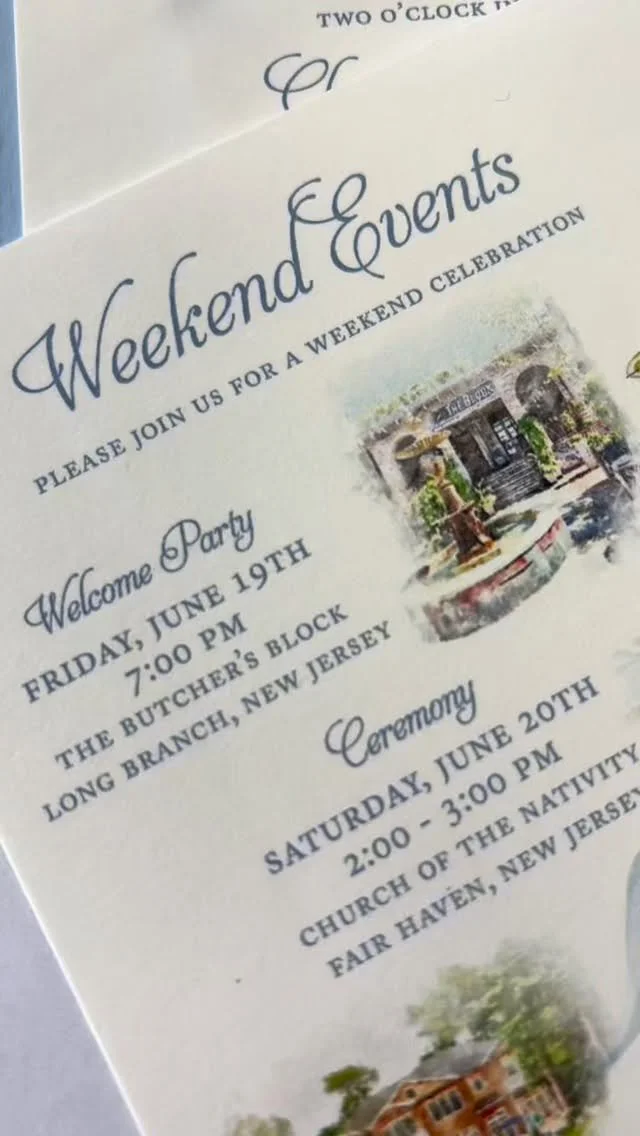 TWO O'CLOCK
Weekend Events
PLEASE JOIN US FOR A WEEKEND CELEBRATION
Welcome Party
FRIDAY, JUNE 19TH
7:00 PM
THE BUTCHER'S BLOCK
LONG BRANCH, NEW JERSEY
Ceremony
SATURDAY, JUNE 20TH
2:00 - 3:00 PM
CHURCH OF THE NATIVITY
FAIR HAVEN, NEW JERSEY